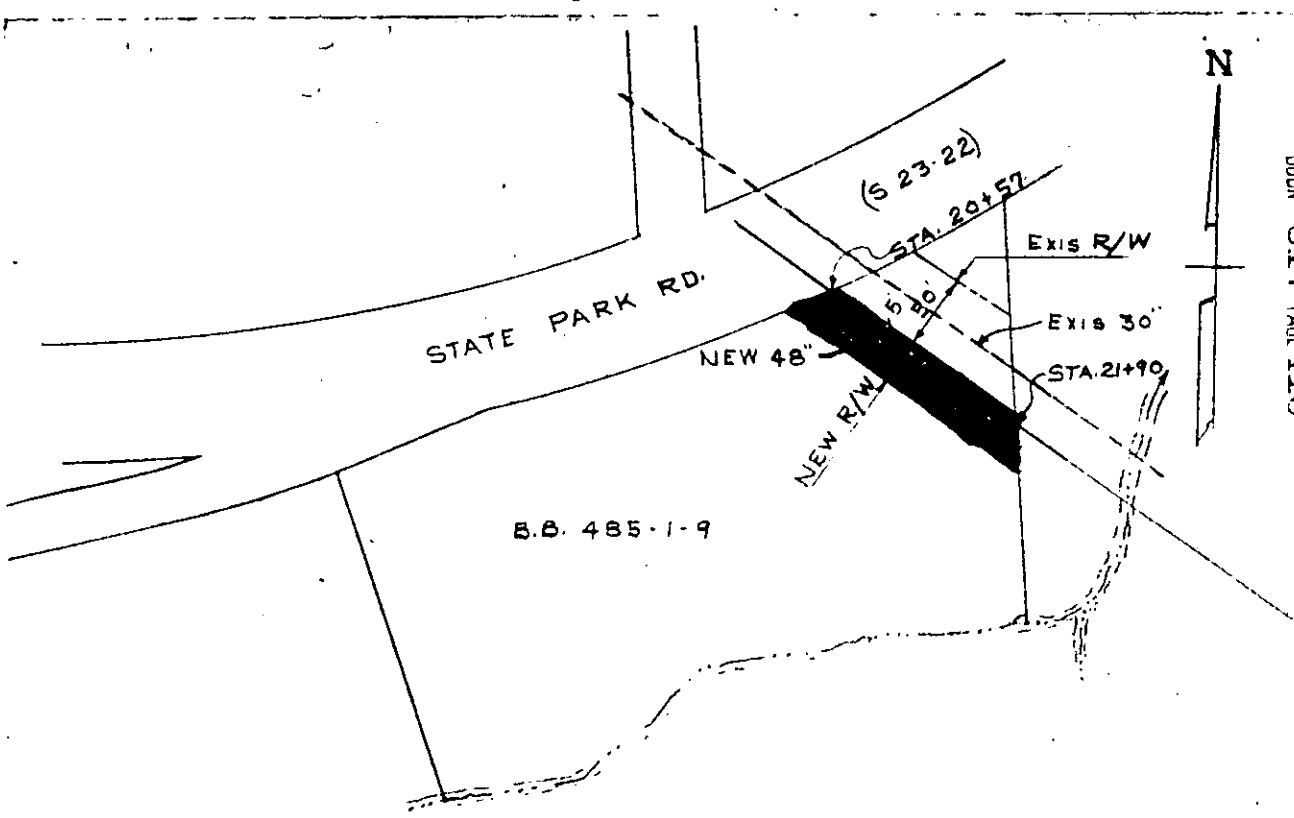 N
(S 23-22)
STA. 20+57
EXIS R/W
STATE PARK RD.
5'
50'
EXIS 30"
NEW 48"
STA. 21+90
NEW R/W
B.B. 485-1-9